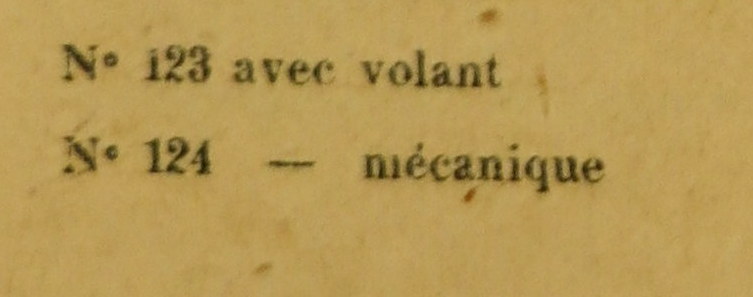 N° 123 avec volant
N° 124 — mécanique